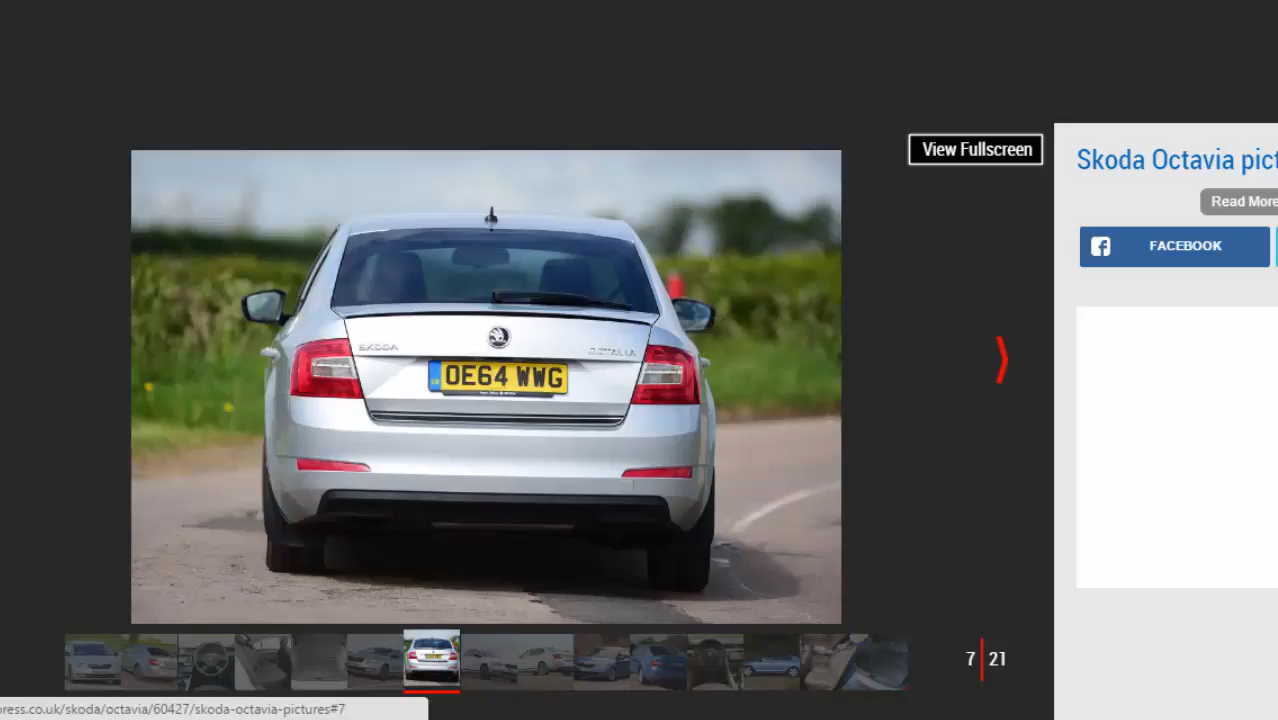 View Fullscreen
Skoda Octavia pict
Read More
FACEBOOK
SKODA
OCTAVIA
OE64 WWG
7 21
press.co.uk/skoda/octavia/60427/skoda-octavia-pictures#7